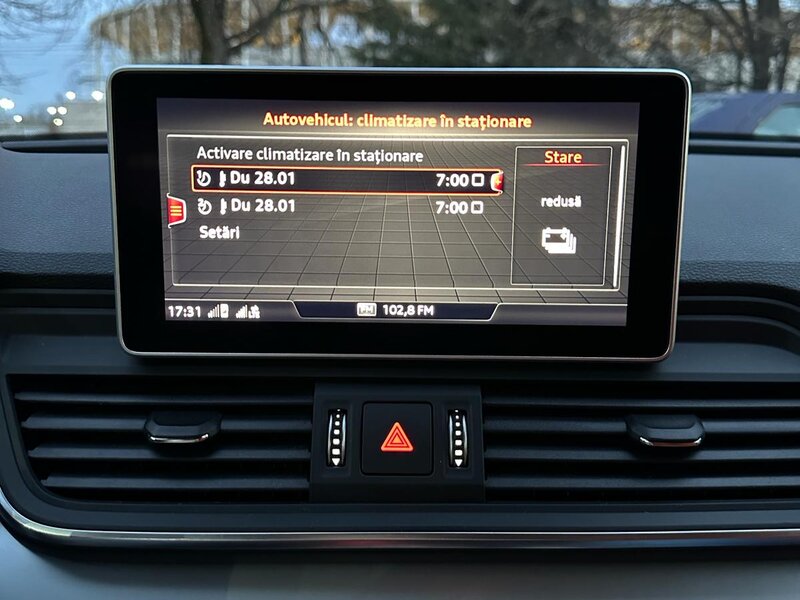 Autovehicul: climatizare în staționare
Activare climatizare în staționare
Stare
Du 28.01 7:00
2 Du 28.01 7:00
redusă
Setări
17:31
102,8 FM